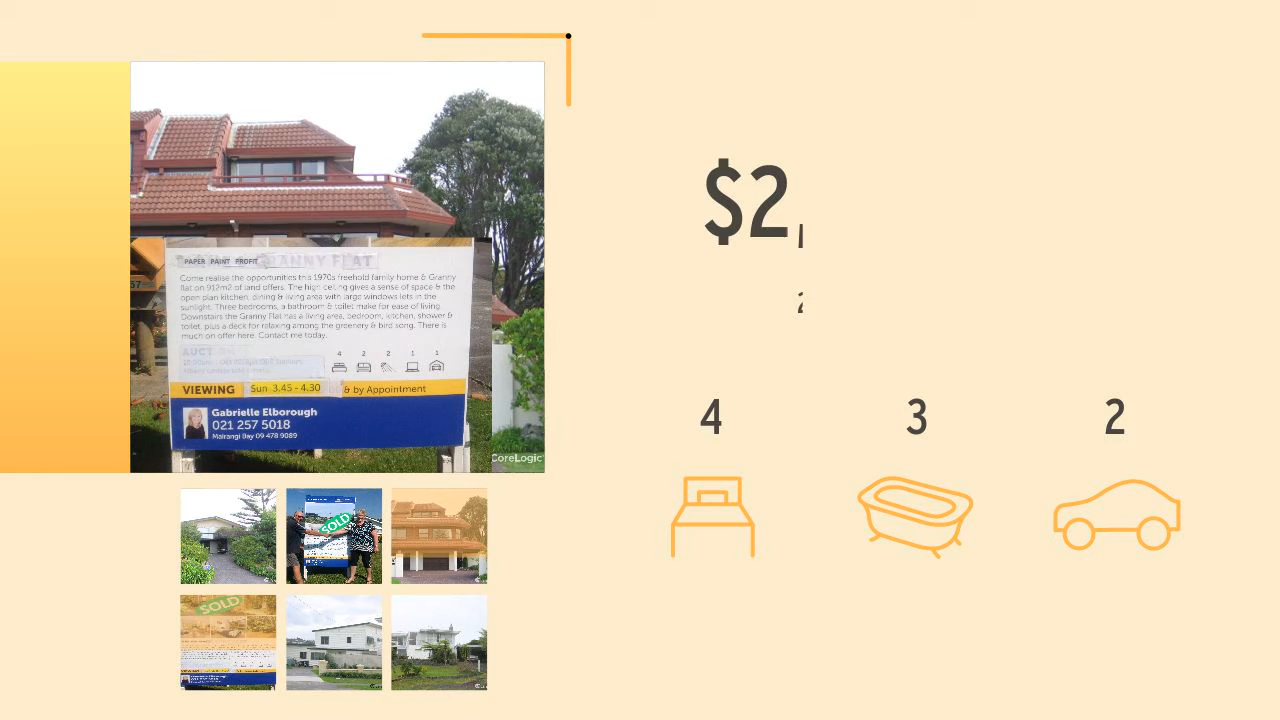 $2,
PAPER PAINT PROFIT
GRANNY FLAT
Come realise the opportunities this 1970s freehold family home & Granny
flat on 912m2 of land offers. The high ceiling gives a sense of space & the
open plan kitchen, dining & living area with large windows lets in the
sunlight. Three bedrooms, a bathroom & toilet make for ease of living.
Downstairs the Granny Flat has a living area, bedroom, kitchen, shower &
toilet, plus a deck for relaxing among the greenery & bird song. There is
much on offer here. Contact me today.
AUCT
4 2 2 1 1
VIEWING Sun 3.45 - 4.30 & by Appointment
Gabrielle Elborough
021 257 5018
Mairangi Bay 09 478 9089
CoreLogic
4 3 2
SOLD
SOLD